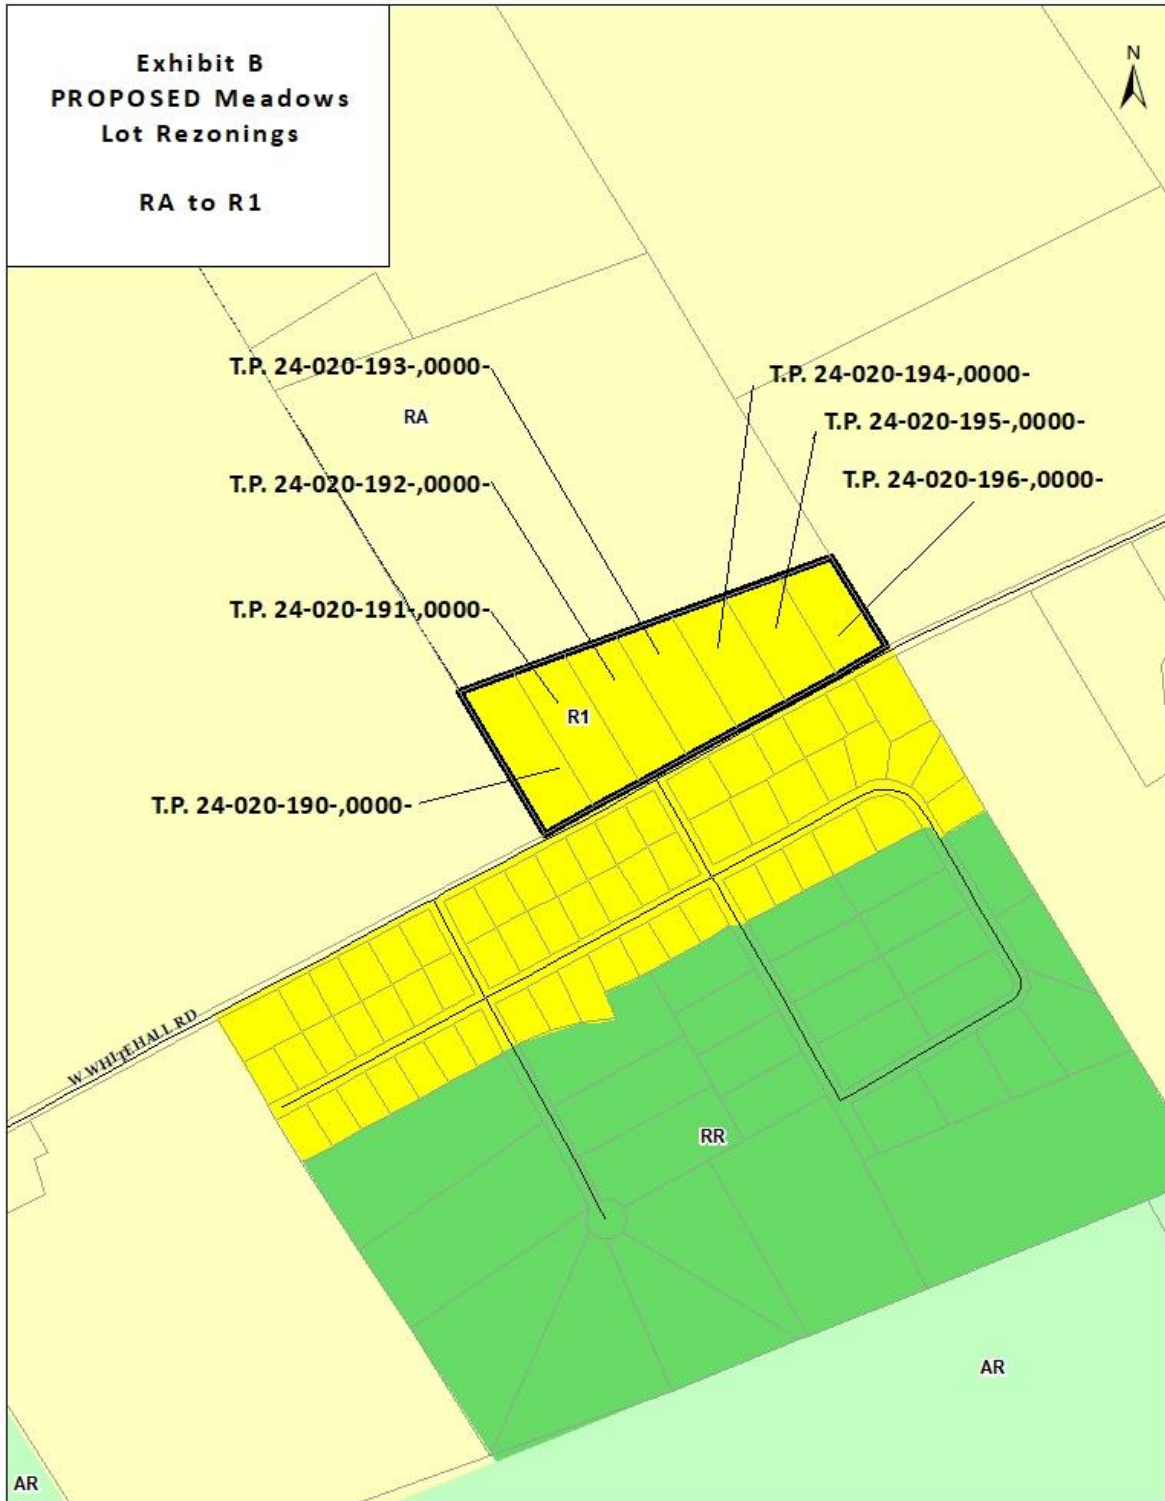 Exhibit B
PROPOSED Meadows
Lot Rezonings
RA to R1
N
T.P. 24-020-193-,0000-
T.P. 24-020-194-,0000-
RA
T.P. 24-020-195-,0000-
T.P. 24-020-192-,0000-
T.P. 24-020-196-,0000-
T.P. 24-020-191-,0000-
R1
T.P. 24-020-190-,0000-
W WHITEHALL RD
RR
AR
AR